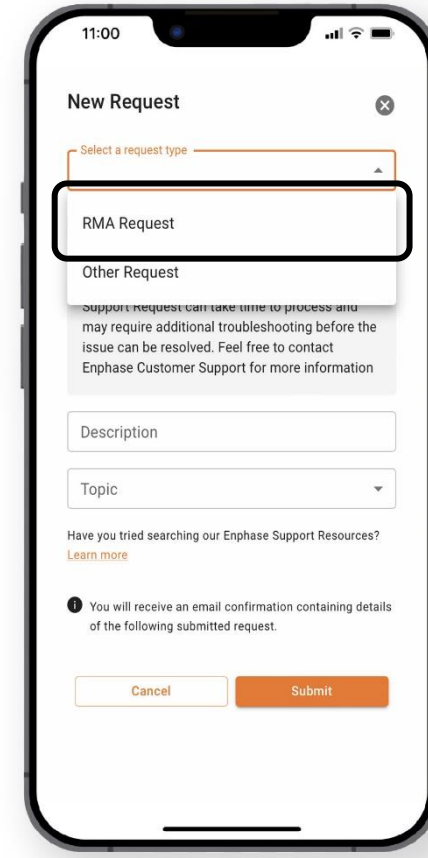 11:00
New Request
Select a request type
RMA Request
Other Request
Support Request can take time to process and
may require additional troubleshooting before the
issue can be resolved. Feel free to contact
Enphase Customer Support for more information
Description
Topic
Have you tried searching our Enphase Support Resources?
Learn more
You will receive an email confirmation containing details
of the following submitted request.
Cancel
Submit